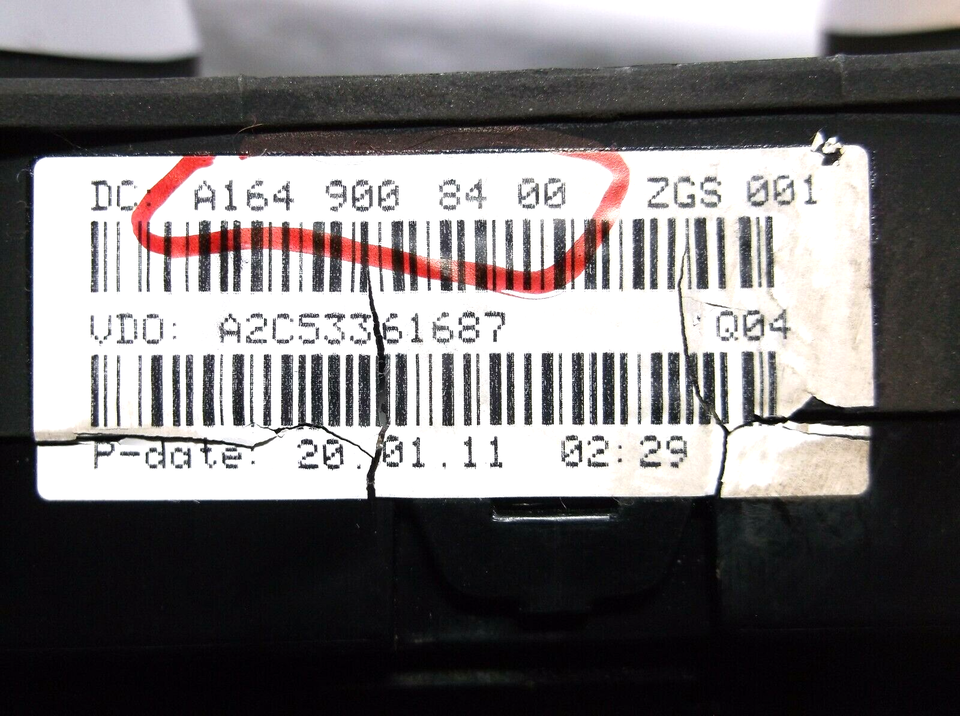 DC: A164 900 84 00 ZGS 001
VDO: A2C53361687 Q04
P-date: 20.01.11 02:29